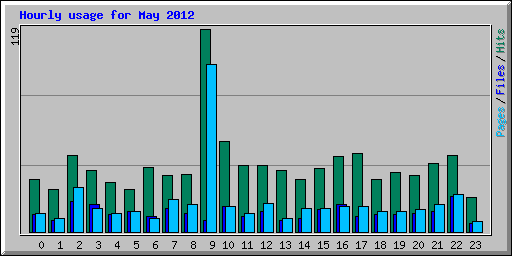 Hourly usage for May 2012
119
Pages / Files / Hits
0 1 2 3 4 5 6 7 8 9 10 11 12 13 14 15 16 17 18 19 20 21 22 23